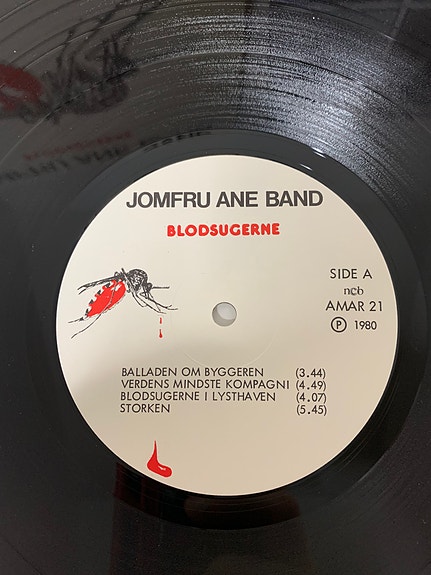 JOMFRU ANE BAND
BLODSUGERNE
SIDE A
ncb
AMAR 21
Ⓟ 1980
BALLADEN OM BYGGEREN (3.44)
VERDENS MINDSTE KOMPAGNI (4.49)
BLODSUGERNE I LYSTHAVEN (4.07)
STORKEN (5.45)